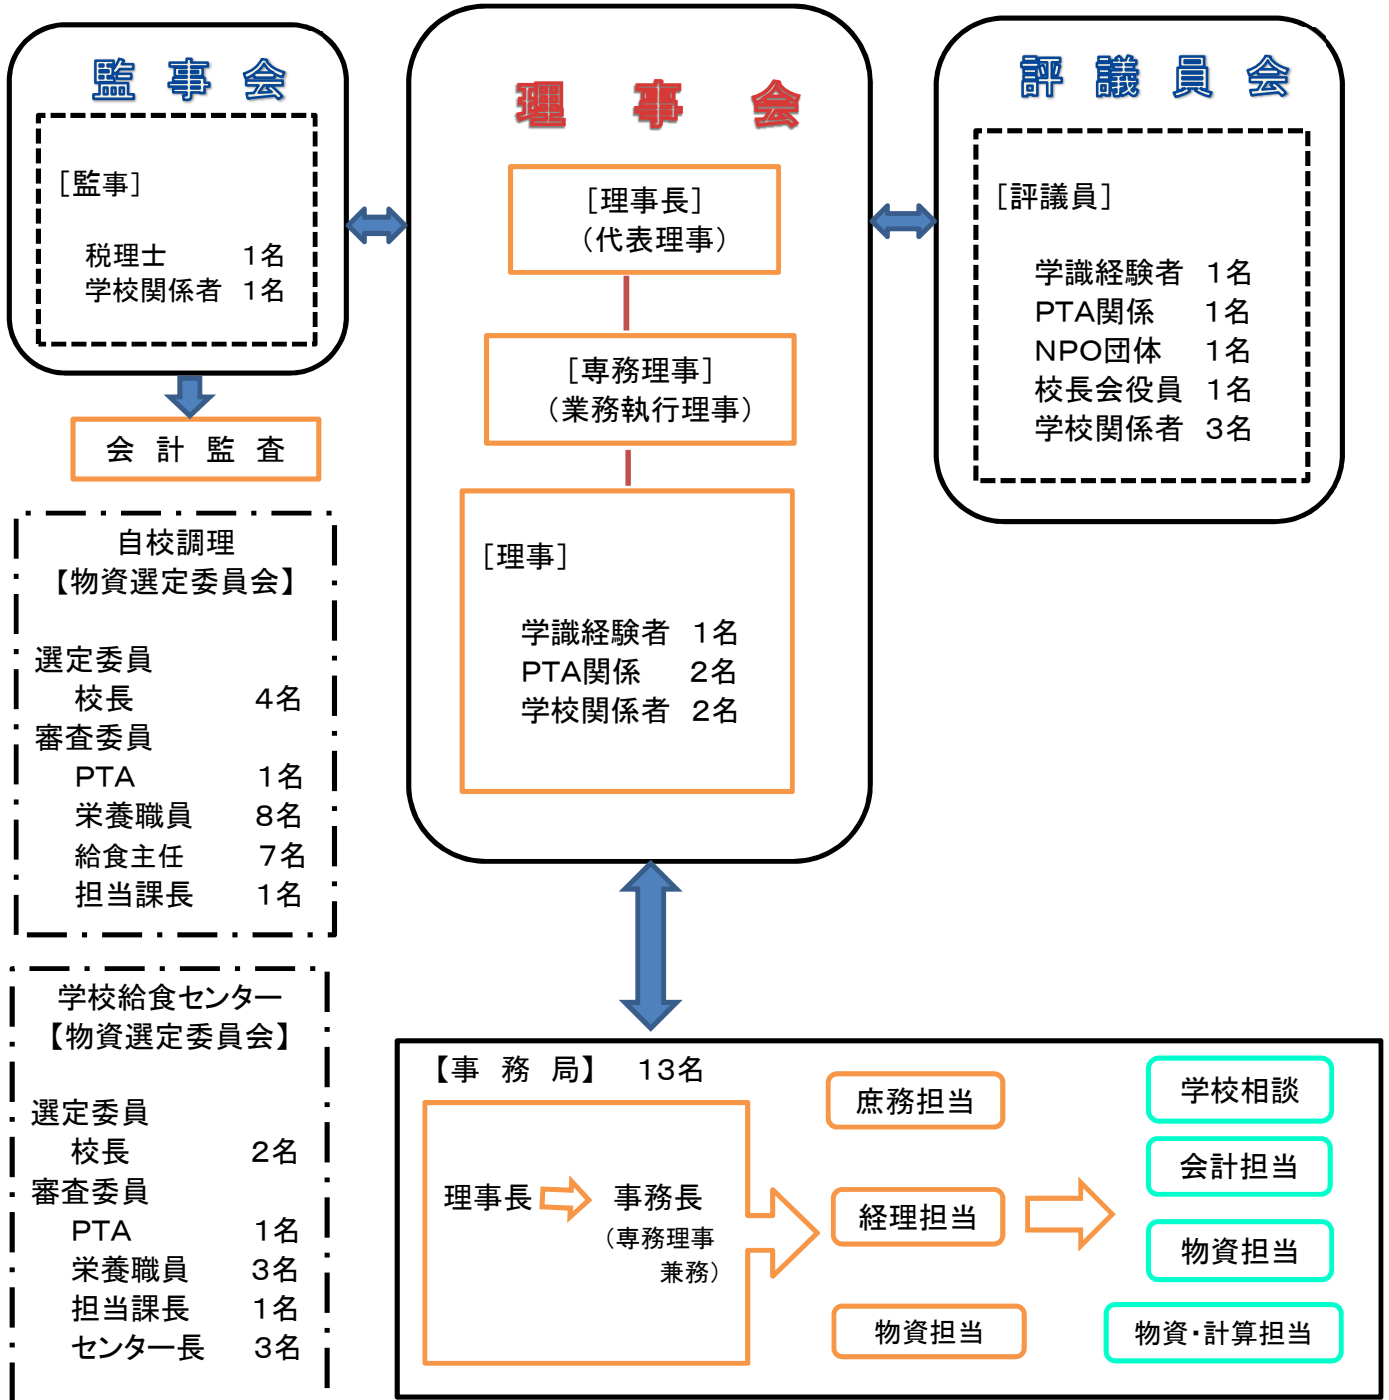 監 事 会
[監事]
税理士 1名
学校関係者 1名
会 計 監 査
理 事 会
[理事長]
(代表理事)
[専務理事]
(業務執行理事)
[理事]
学識経験者 1名
PTA関係 2名
学校関係者 2名
評 議 員 会
[評議員]
学識経験者 1名
PTA関係 1名
NPO団体 1名
校長会役員 1名
学校関係者 3名
自校調理
【物資選定委員会】
選定委員
校長 4名
審査委員
PTA 1名
栄養職員 8名
給食主任 7名
担当課長 1名
学校給食センター
【物資選定委員会】
選定委員
校長 2名
審査委員
PTA 1名
栄養職員 3名
担当課長 1名
センター長 3名
【事 務 局】 13名
理事長
事務長
(専務理事
兼務)
庶務担当
経理担当
物資担当
学校相談
会計担当
物資担当
物資・計算担当